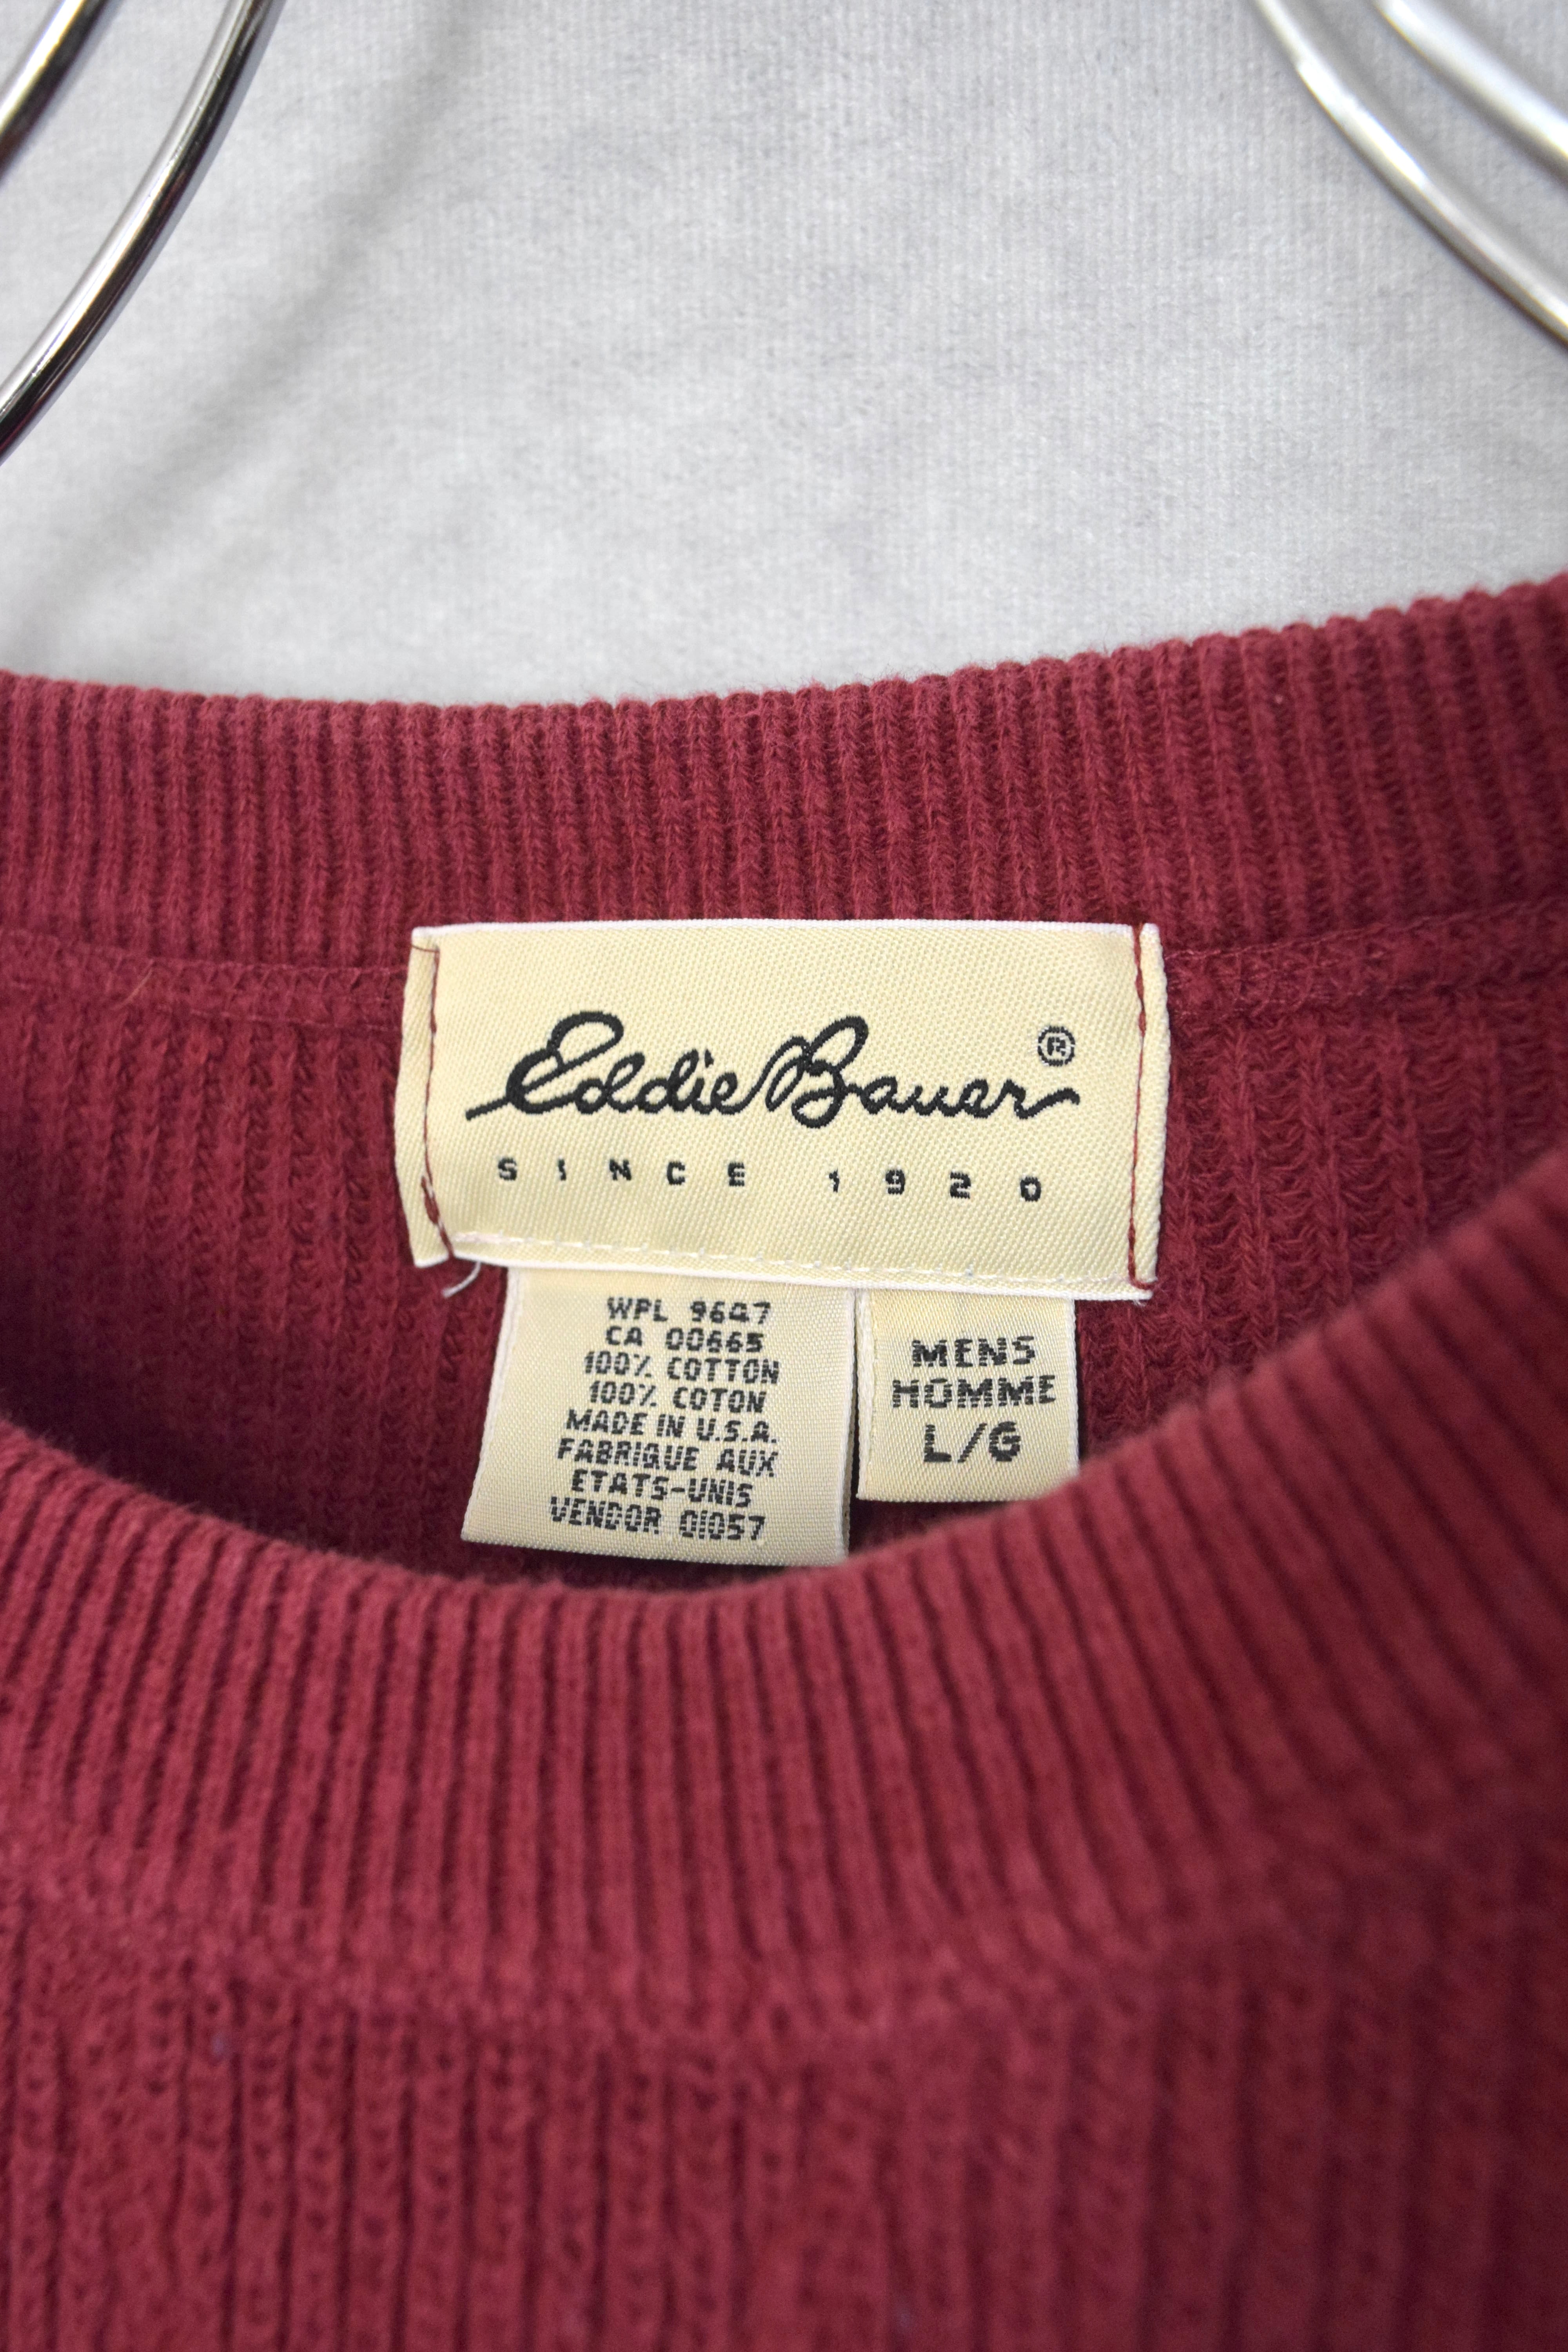 Eddie Bauer®
SINCE 1920
WPL 9647
CA 00665
100% COTTON
100% COTON
MADE IN U.S.A.
FABRIQUE AUX
ETATS-UNIS
VENDOR 01057
MENS
HOMME
L/G